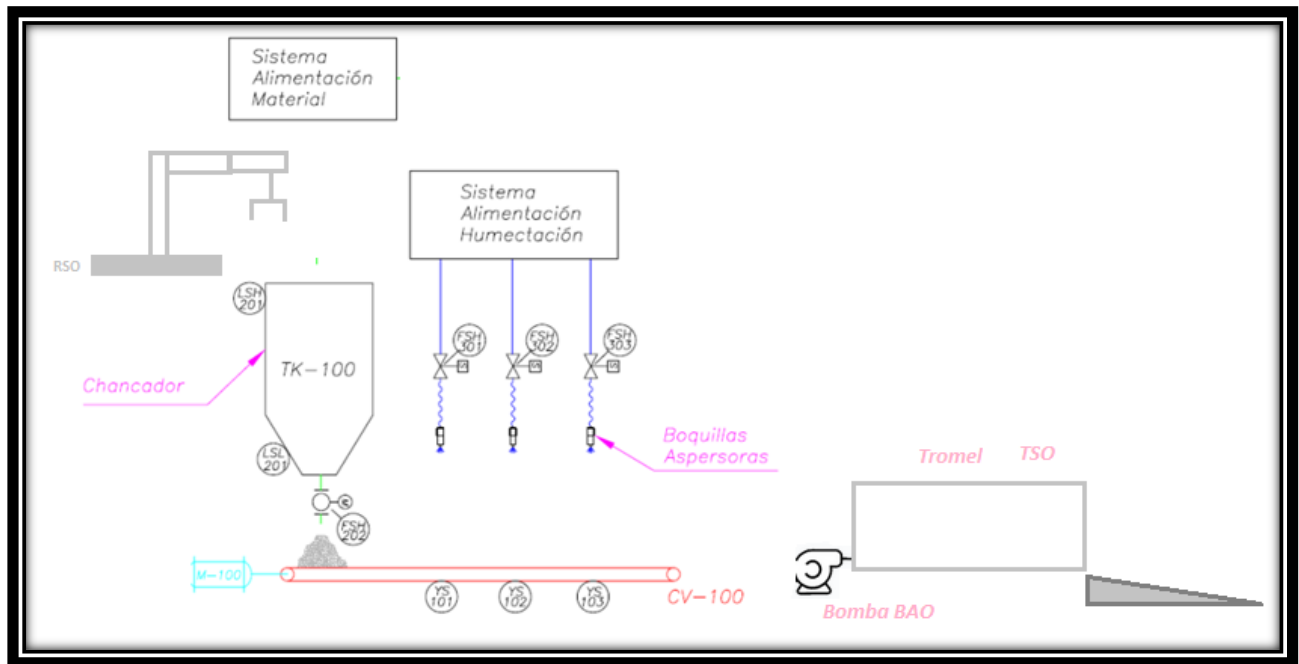 Sistema
Alimentación
Material
Sistema
Alimentación
Humectación
RSO
LSH
201
TK-100
Chancador
FSH
301
FSH
302
FSH
303
S
S
S
Boquillas
Aspersoras
LSL
201
M
FSH
202
Tromel TSO
M-100
YS
101
YS
102
YS
103
CV-100
Bomba BAO